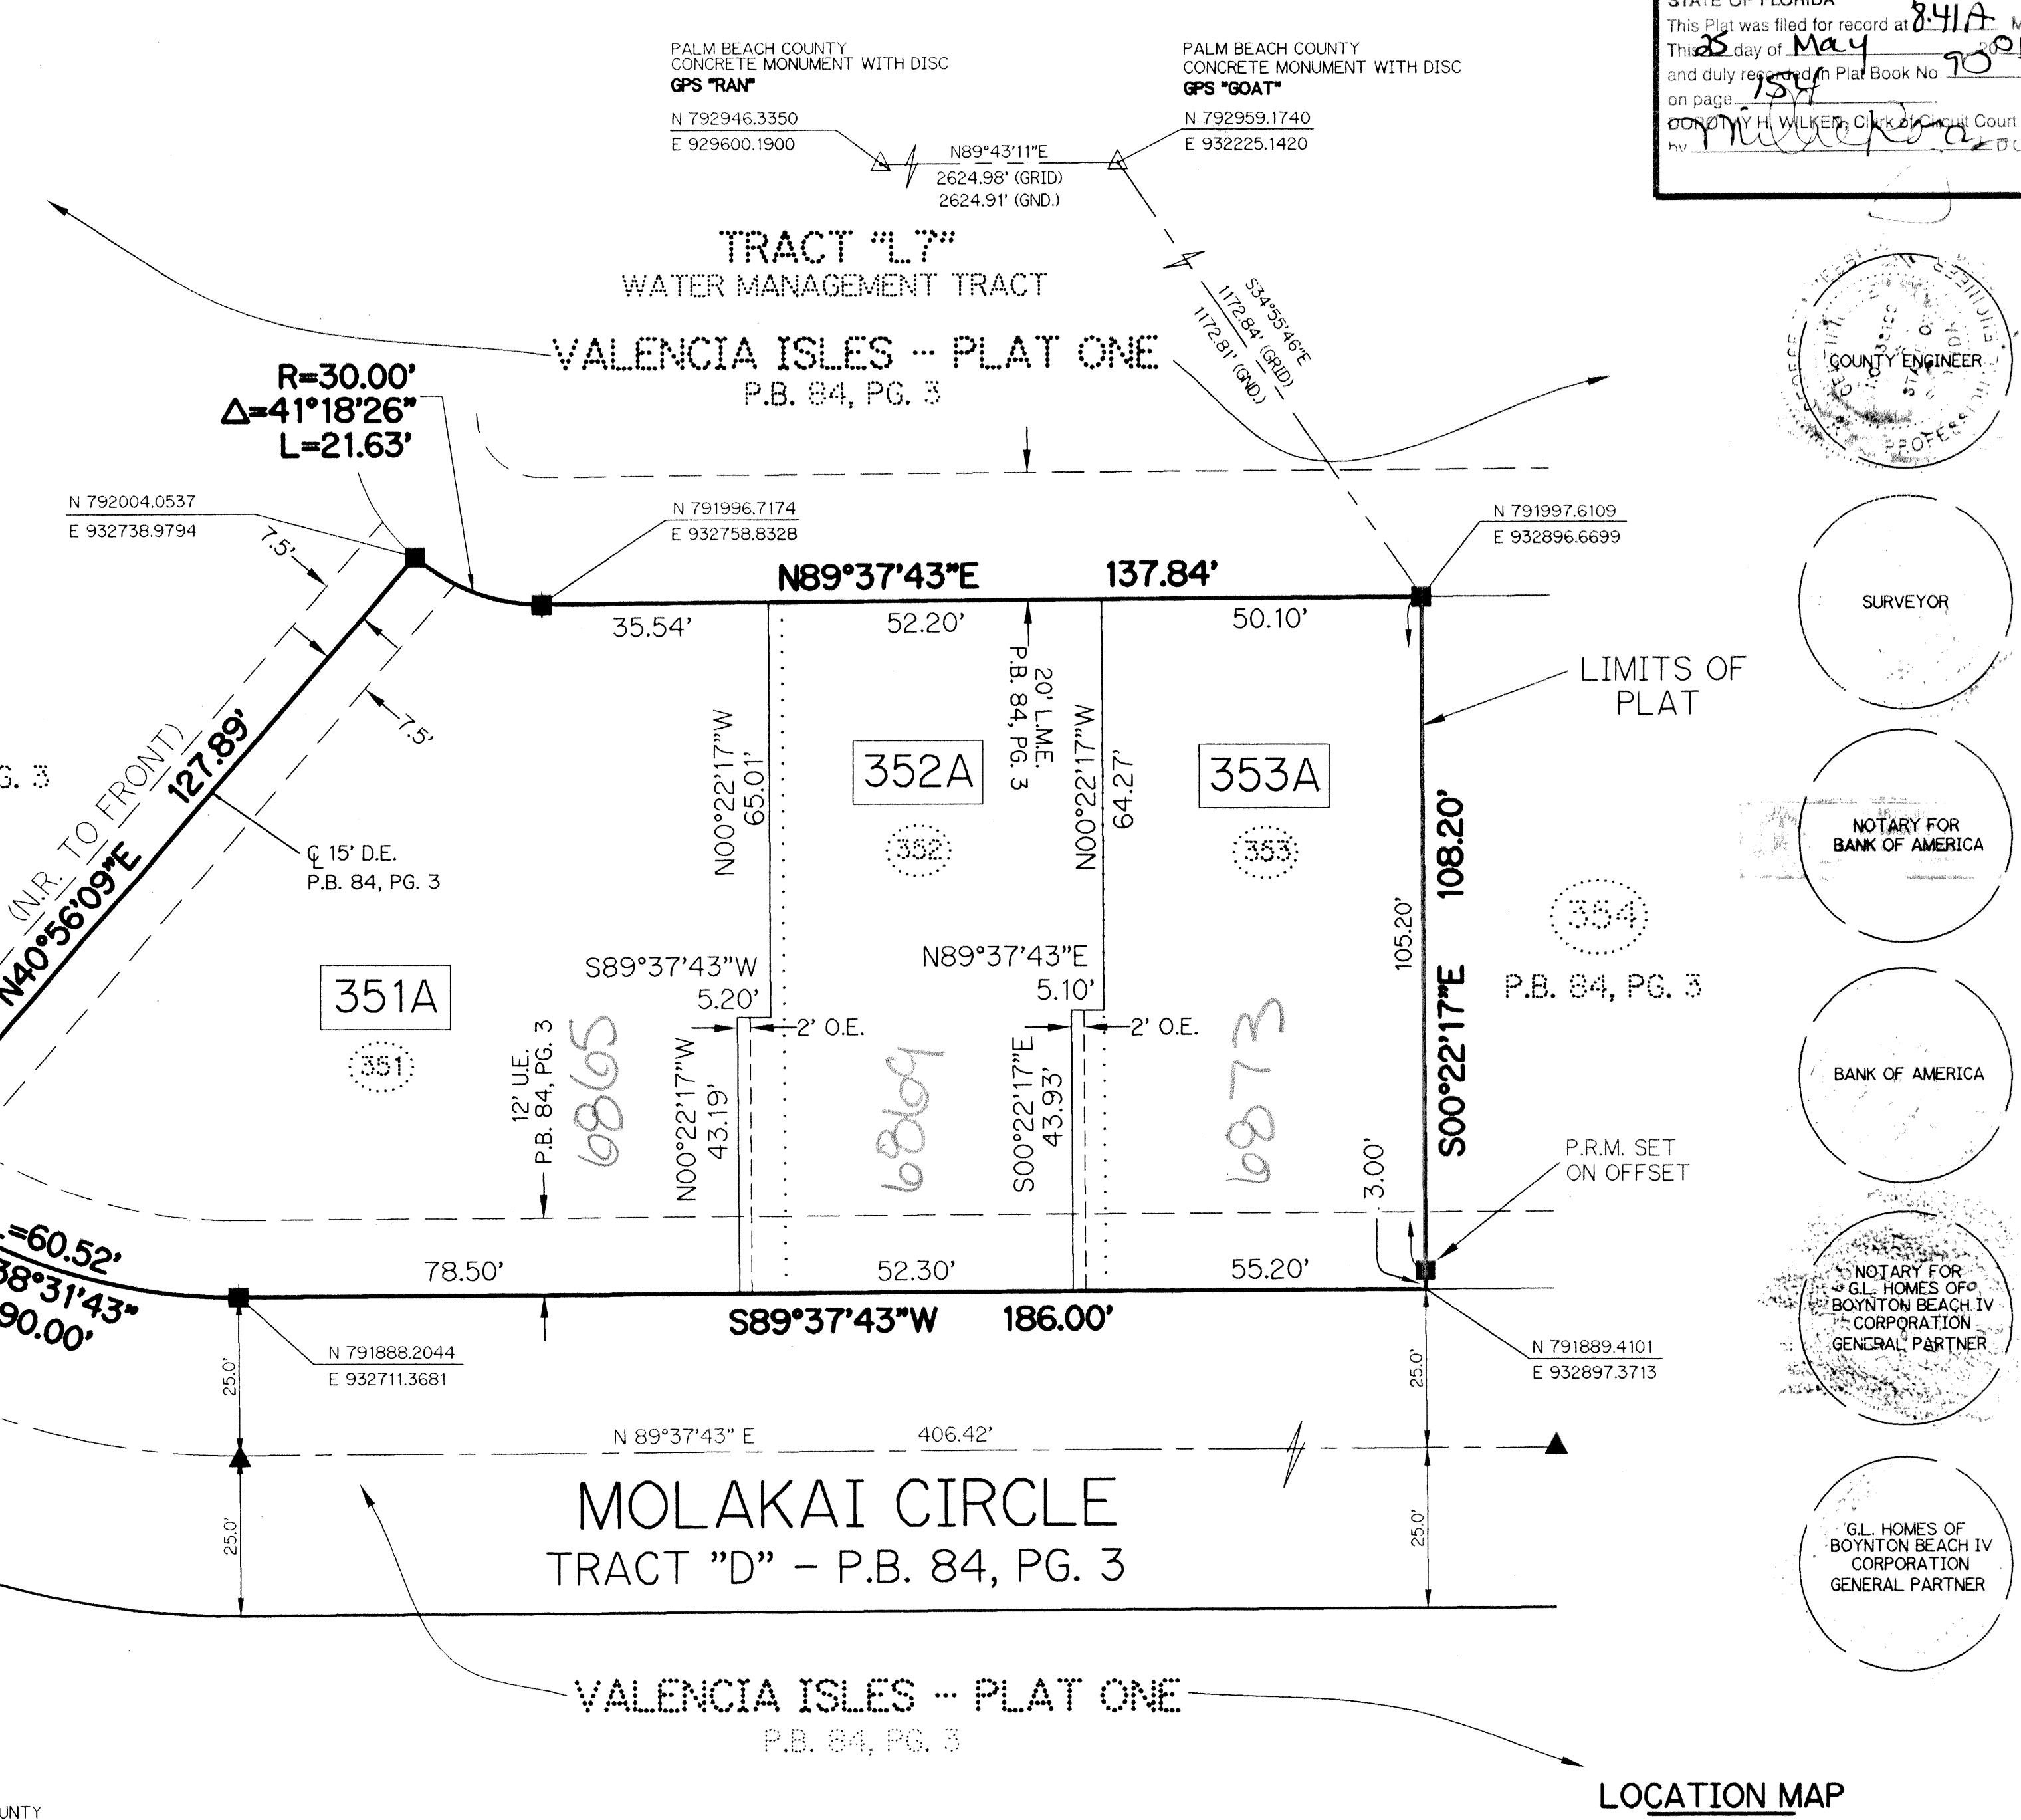 STATE OF FLORIDA
This Plat was filed for record at 8:41 A M
This 25 day of May 2001
and duly recorded in Plat Book No 90
on page 154
DOROTHY H. WILKEN, Clerk of Circuit Court
by D.C.
PALM BEACH COUNTY
CONCRETE MONUMENT WITH DISC
GPS "RAN"
N 792946.3350
E 929600.1900
PALM BEACH COUNTY
CONCRETE MONUMENT WITH DISC
GPS "GOAT"
N 792959.1740
E 932225.1420
N89°43'11"E
2624.98' (GRID)
2624.91' (GND.)
S34°55'46"E
1172.84' (GRID)
1172.81' (GND.)
TRACT "L7"
WATER MANAGEMENT TRACT
VALENCIA ISLES - PLAT ONE
P.B. 84, PG. 3
R=30.00'
Δ=41°18'26"
L=21.63'
N 792004.0537
E 932738.9794
N 791996.7174
E 932758.8328
N 791997.6109
E 932896.6699
7.5'
7.5'
N89°37'43"E 137.84'
35.54'
52.20'
50.10'
LIMITS OF
PLAT
G. 3
(N.R. TO FRONT)
N40°56'09"E 127.89'
℄ 15' D.E.
P.B. 84, PG. 3
N00°22'17"W
65.01'
20' L.M.E.
P.B. 84, PG. 3
N00°22'17"W
64.27'
351A
351
352A
352
353A
353
354
P.B. 84, PG. 3
105.20'
S00°22'17"E 108.20'
S89°37'43"W
5.20'
N89°37'43"E
5.10'
2' O.E.
2' O.E.
12' U.E.
P.B. 84, PG. 3
6865
6869
6873
N00°22'17"W
43.19'
S00°22'17"E
43.93'
3.00'
P.R.M. SET
ON OFFSET
=60.52'
38°31'43"
90.00'
78.50'
52.30'
55.20'
S89°37'43"W 186.00'
N 791888.2044
E 932711.3681
N 791889.4101
E 932897.3713
25.0'
25.0'
25.0'
25.0'
N 89°37'43" E 406.42'
MOLAKAI CIRCLE
TRACT "D" - P.B. 84, PG. 3
VALENCIA ISLES - PLAT ONE
P.B. 84, PG. 3
LOCATION MAP
UNTY
COUNTY ENGINEER
SURVEYOR
NOTARY FOR
BANK OF AMERICA
BANK OF AMERICA
NOTARY FOR
G.L. HOMES OF
BOYNTON BEACH IV
CORPORATION
GENERAL PARTNER
G.L. HOMES OF
BOYNTON BEACH IV
CORPORATION
GENERAL PARTNER